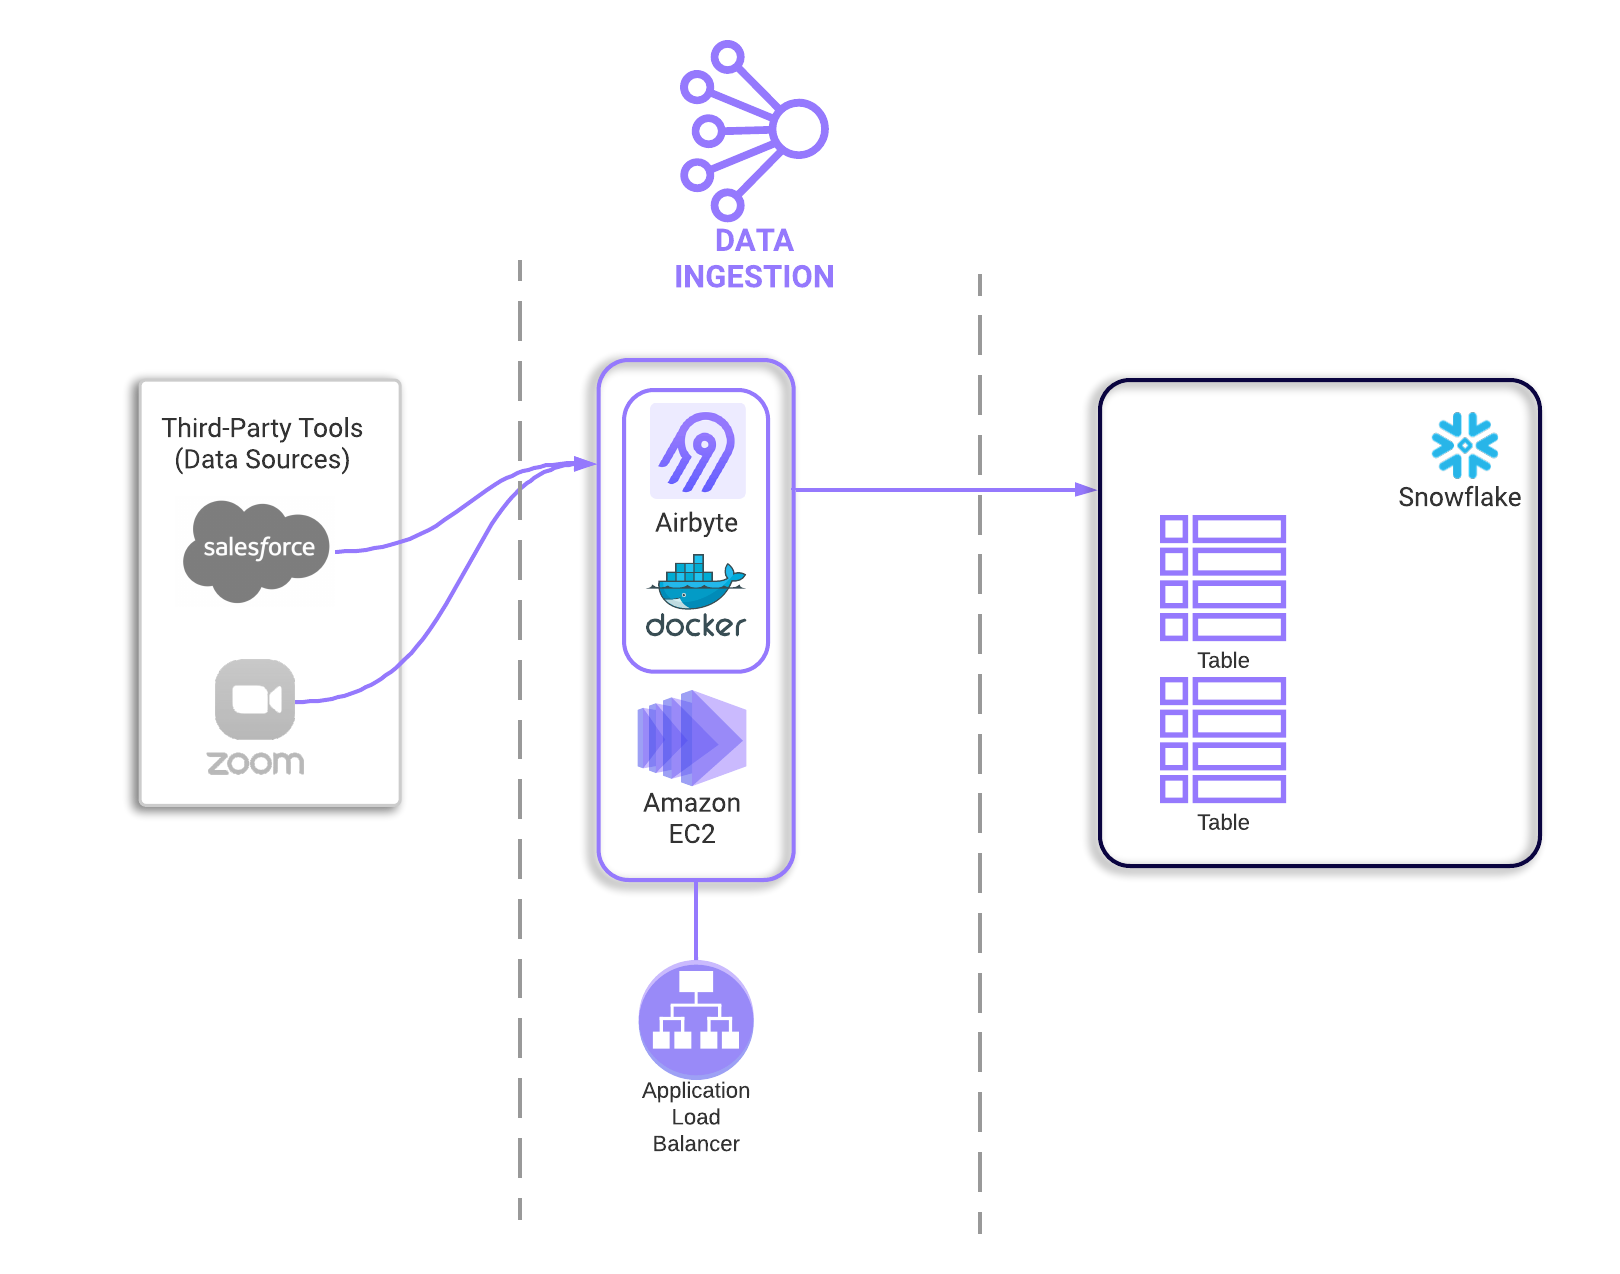 DATA
INGESTION
Third-Party Tools
(Data Sources)
salesforce
zoom
Airbyte
docker
Amazon
EC2
Application
Load
Balancer
Snowflake
Table
Table